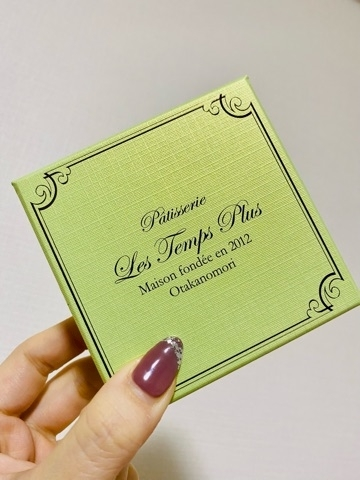 Pâtisserie
Les Temps Plus
Maison fondée en 2012
Otakanomori